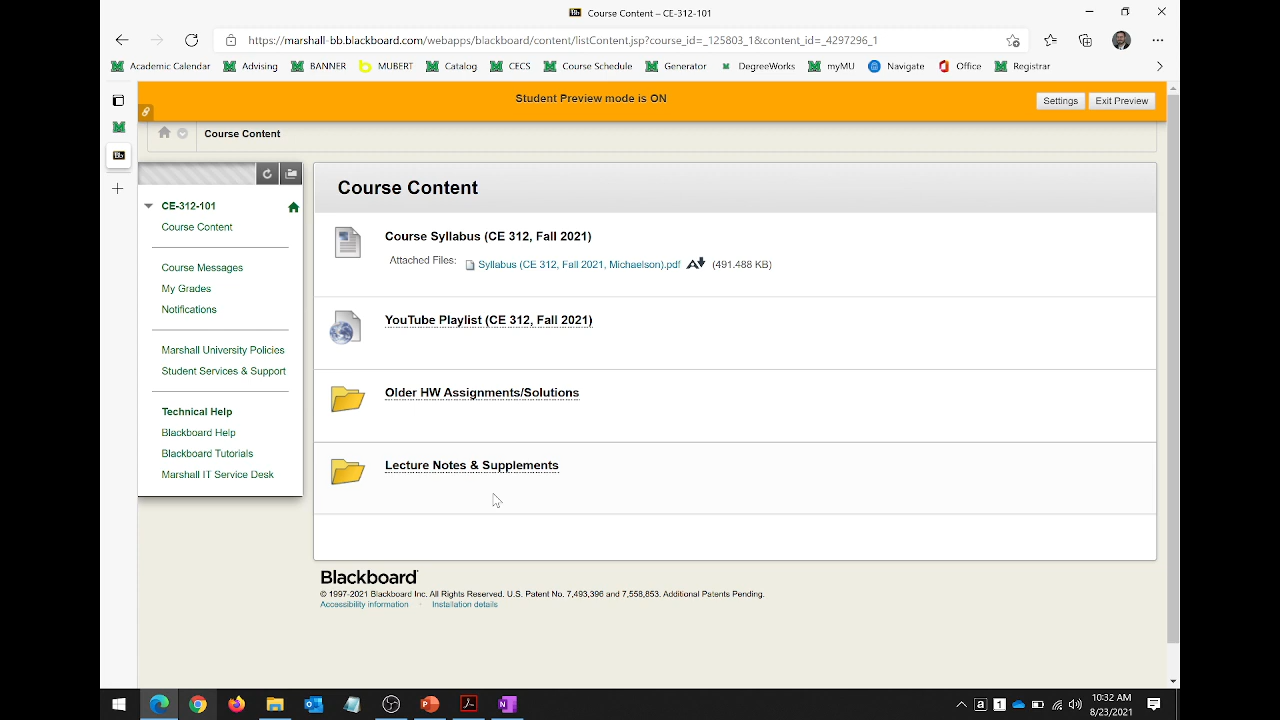 Course Content – CE-312-101
https://marshall-bb.blackboard.com/webapps/blackboard/content/listContent.jsp?course_id=_125803_1&content_id=_4297296_1
Academic Calendar Advising BANNER MUBERT Catalog CECS Course Schedule Generator DegreeWorks myMU Navigate Office Registrar
Student Preview mode is ON
Settings Exit Preview
Course Content
CE-312-101
Course Content
Course Messages
My Grades
Notifications
Marshall University Policies
Student Services & Support
Technical Help
Blackboard Help
Blackboard Tutorials
Marshall IT Service Desk
Course Content
Course Syllabus (CE 312, Fall 2021)
Attached Files: Syllabus (CE 312, Fall 2021, Michaelson).pdf (491.488 KB)
YouTube Playlist (CE 312, Fall 2021)
Older HW Assignments/Solutions
Lecture Notes & Supplements
Blackboard
© 1997-2021 Blackboard Inc. All Rights Reserved. U.S. Patent No. 7,493,396 and 7,558,853. Additional Patents Pending.
Accessibility information · Installation details
10:32 AM
8/23/2021